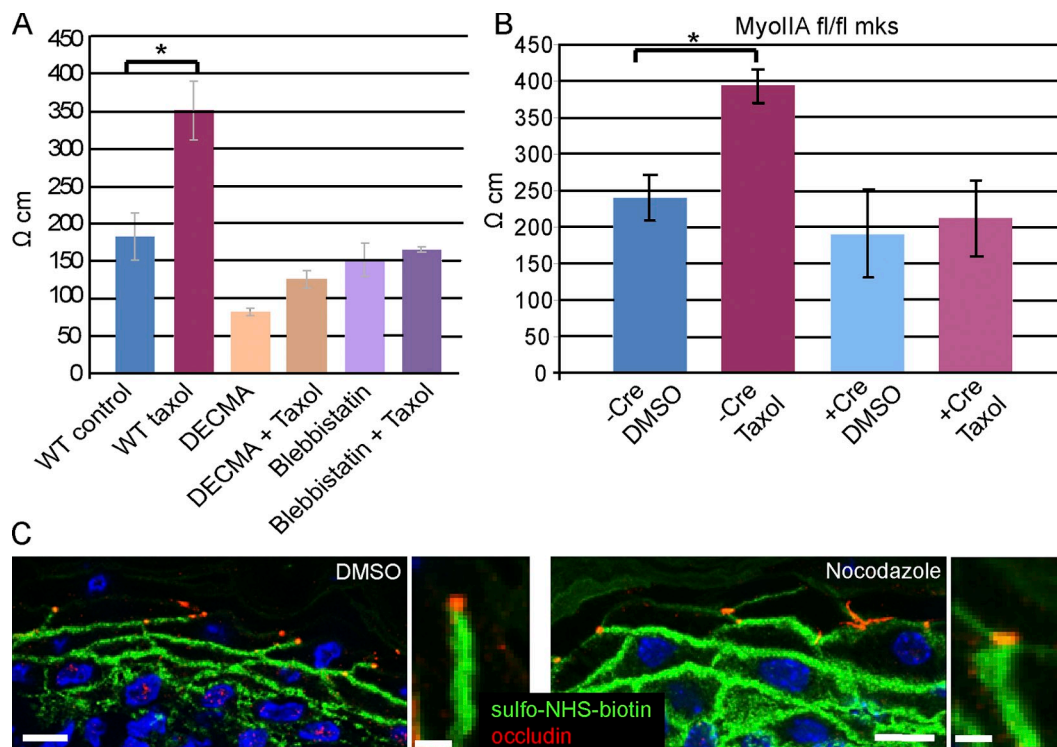 A
450
400
350
300
250
200
150
100
50
0
Ω cm
*
WT control
WT taxol
DECMA
DECMA + Taxol
Blebbistatin
Blebbistatin + Taxol
B
MyoIIA fl/fl mks
450
400
350
300
250
200
150
100
50
0
Ω cm
*
-Cre
DMSO
-Cre
Taxol
+Cre
DMSO
+Cre
Taxol
C
DMSO
Nocodazole
sulfo-NHS-biotin
occludin